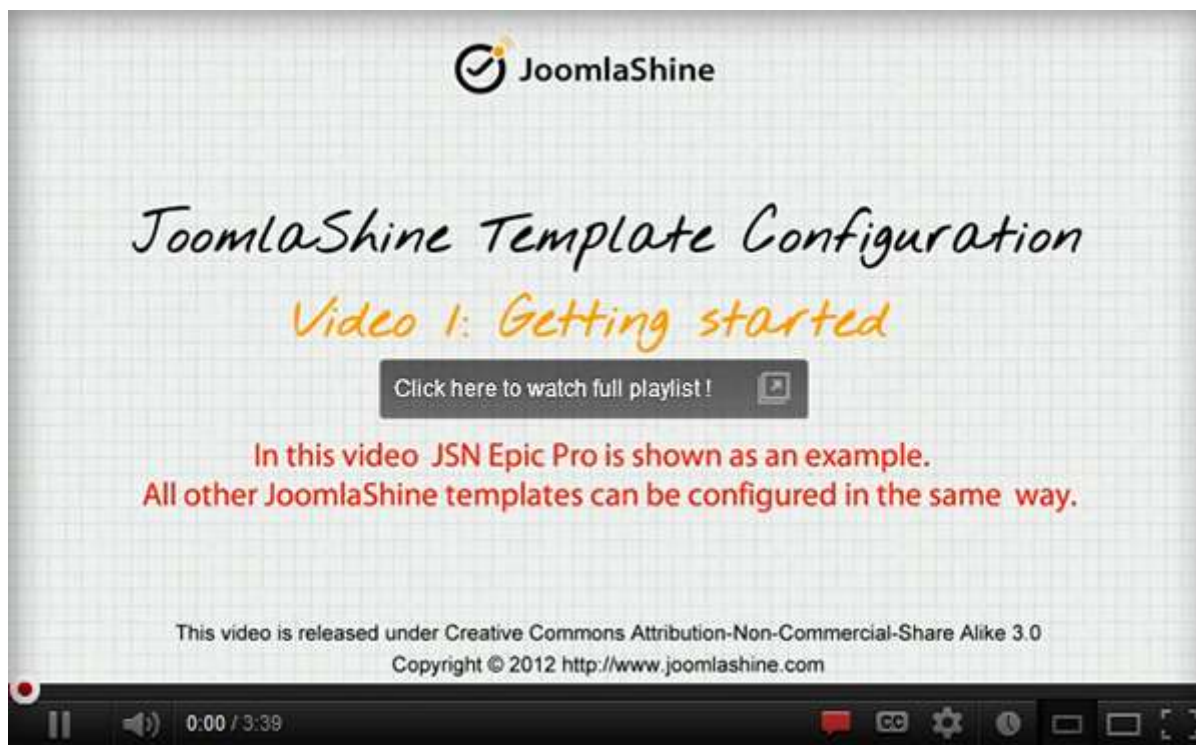 JoomlaShine
JoomlaShine Template Configuration
Video 1: Getting started
Click here to watch full playlist !
In this video JSN Epic Pro is shown as an example.
All other JoomlaShine templates can be configured in the same way.
This video is released under Creative Commons Attribution-Non-Commercial-Share Alike 3.0
Copyright © 2012 http://www.joomlashine.com
0:00 / 3:39
CC